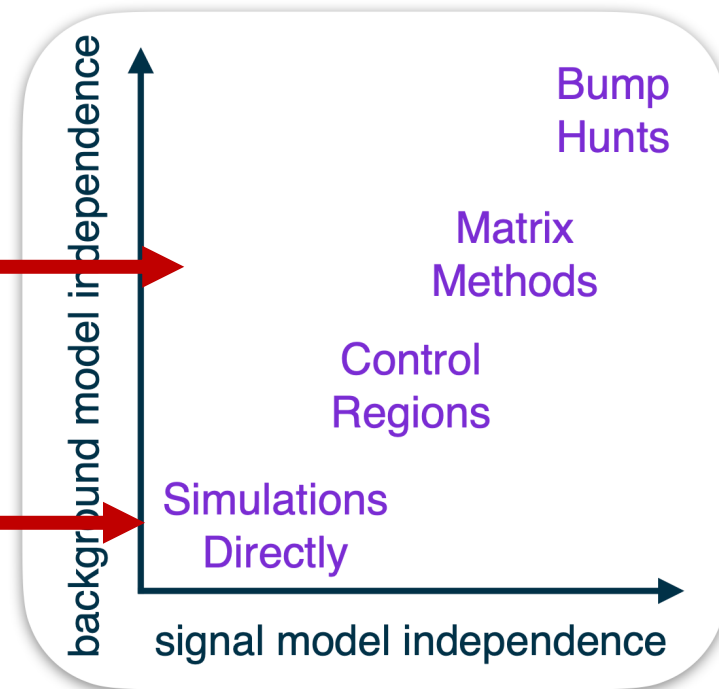 background model independence
Bump
Hunts
Matrix
Methods
Control
Regions
Simulations
Directly
signal model independence